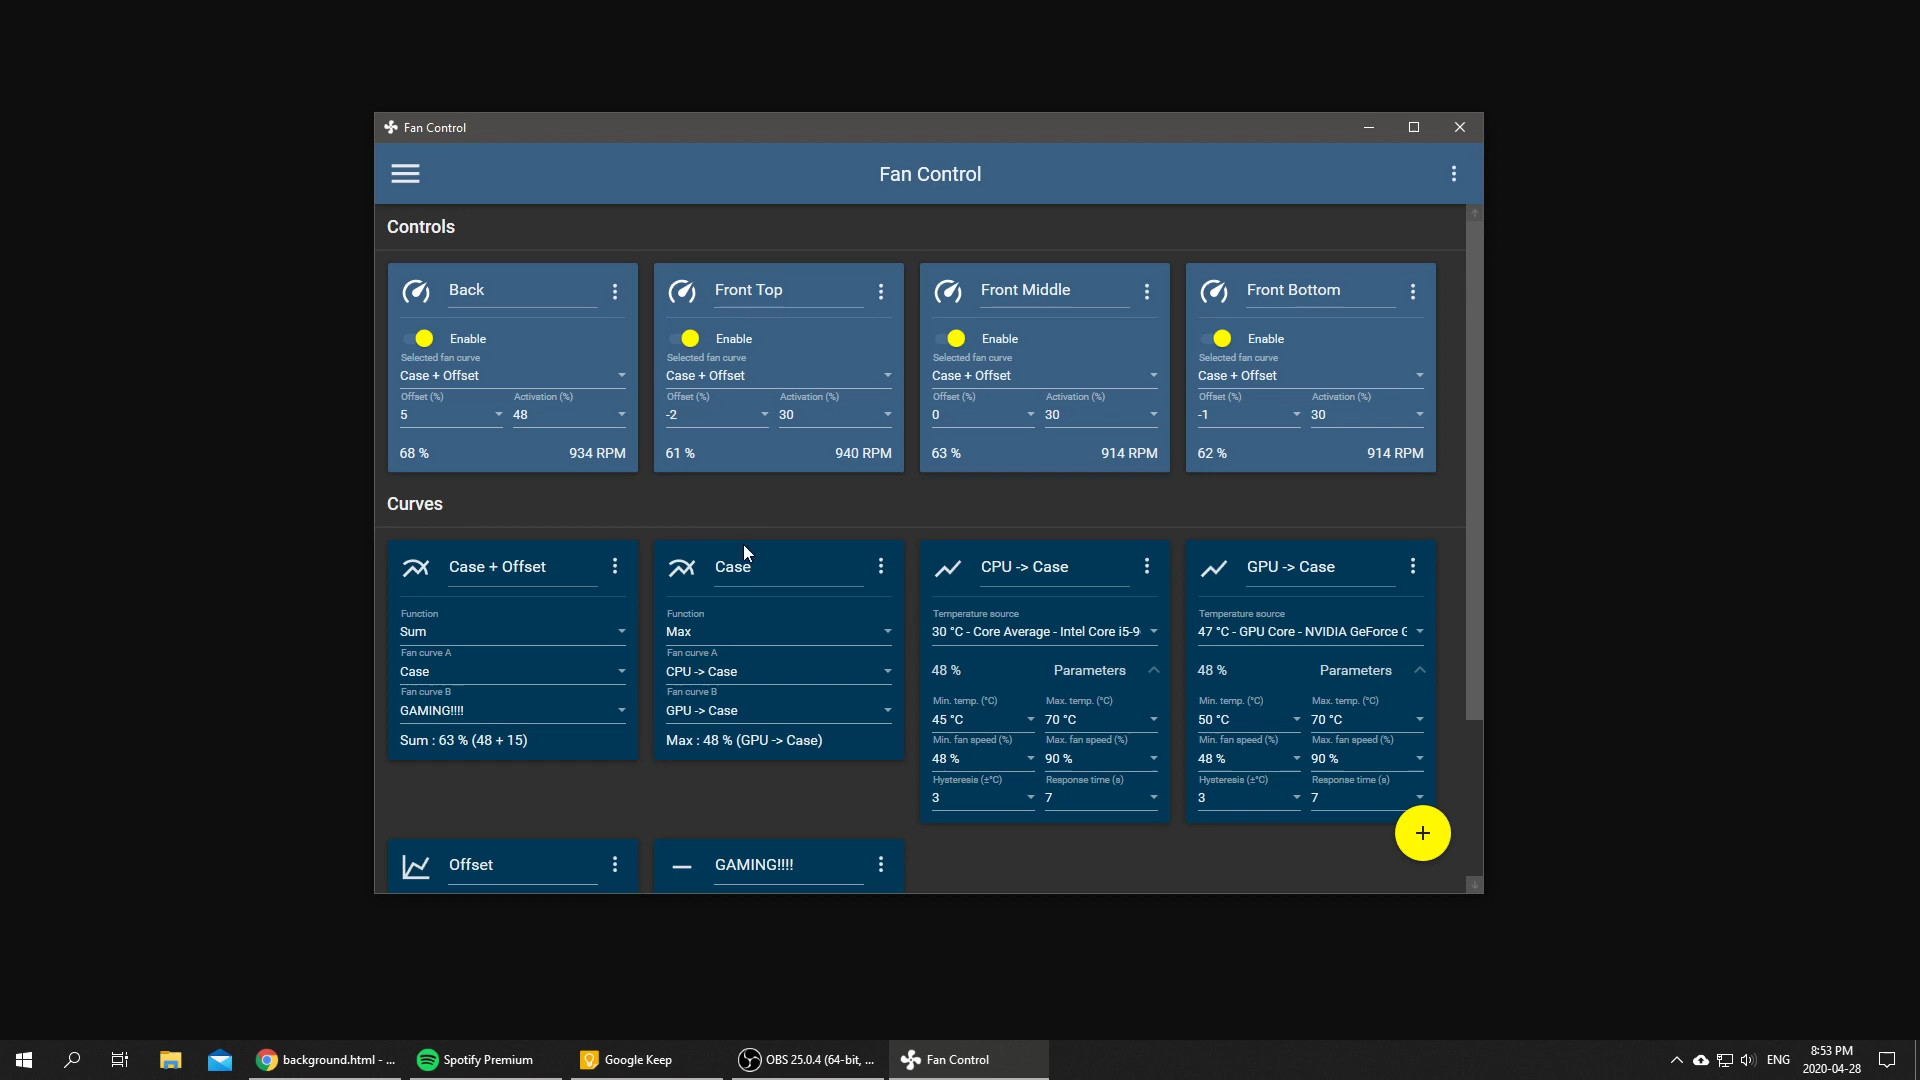 Fan Control
Fan Control
Controls
Back
Enable
Selected fan curve
Case + Offset
Offset (%) Activation (%)
5 48
68 % 934 RPM
Front Top
Enable
Selected fan curve
Case + Offset
Offset (%) Activation (%)
-2 30
61 % 940 RPM
Front Middle
Enable
Selected fan curve
Case + Offset
Offset (%) Activation (%)
0 30
63 % 914 RPM
Front Bottom
Enable
Selected fan curve
Case + Offset
Offset (%) Activation (%)
-1 30
62 % 914 RPM
Curves
Case + Offset
Function
Sum
Fan curve A
Case
Fan curve B
GAMING!!!!
Sum : 63 % (48 + 15)
Case
Function
Max
Fan curve A
CPU -> Case
Fan curve B
GPU -> Case
Max : 48 % (GPU -> Case)
CPU -> Case
Temperature source
30 °C - Core Average - Intel Core i5-9
48 % Parameters
Min. temp. (°C) Max. temp. (°C)
45 °C 70 °C
Min. fan speed (%) Max. fan speed (%)
48 % 90 %
Hysteresis (±°C) Response time (s)
3 7
GPU -> Case
Temperature source
47 °C - GPU Core - NVIDIA GeForce G
48 % Parameters
Min. temp. (°C) Max. temp. (°C)
50 °C 70 °C
Min. fan speed (%) Max. fan speed (%)
48 % 90 %
Hysteresis (±°C) Response time (s)
3 7
+
Offset
GAMING!!!!
background.html - ... Spotify Premium Google Keep OBS 25.0.4 (64-bit, ... Fan Control ENG 8:53 PM
2020-04-28